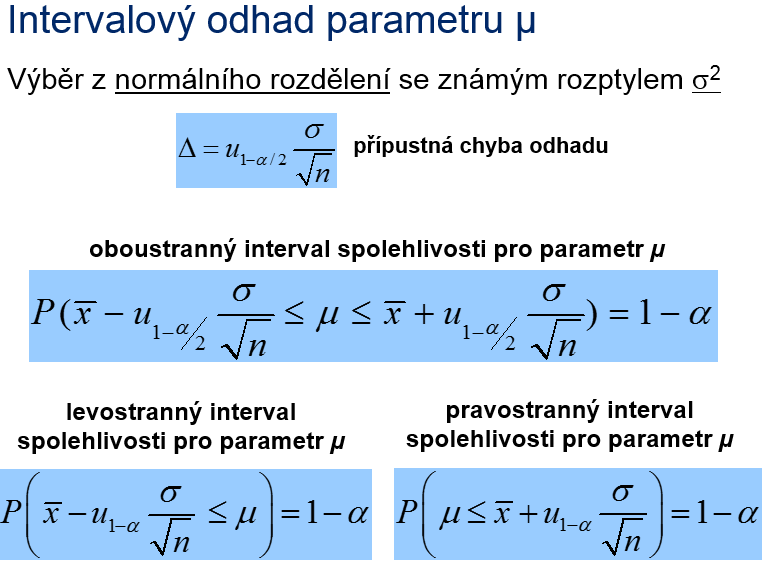 Intervalový odhad parametru μ
Výběr z normálního rozdělení se známým rozptylem σ²
Δ = u₁₋α/₂ σ/√n přípustná chyba odhadu
oboustranný interval spolehlivosti pro parametr μ
P(x̅ − u₁₋α/₂ σ/√n ≤ μ ≤ x̅ + u₁₋α/₂ σ/√n) = 1 − α
levostranný interval
spolehlivosti pro parametr μ
P(x̅ − u₁₋α σ/√n ≤ μ) = 1 − α
pravostranný interval
spolehlivosti pro parametr μ
P(μ ≤ x̅ + u₁₋α σ/√n) = 1 − α